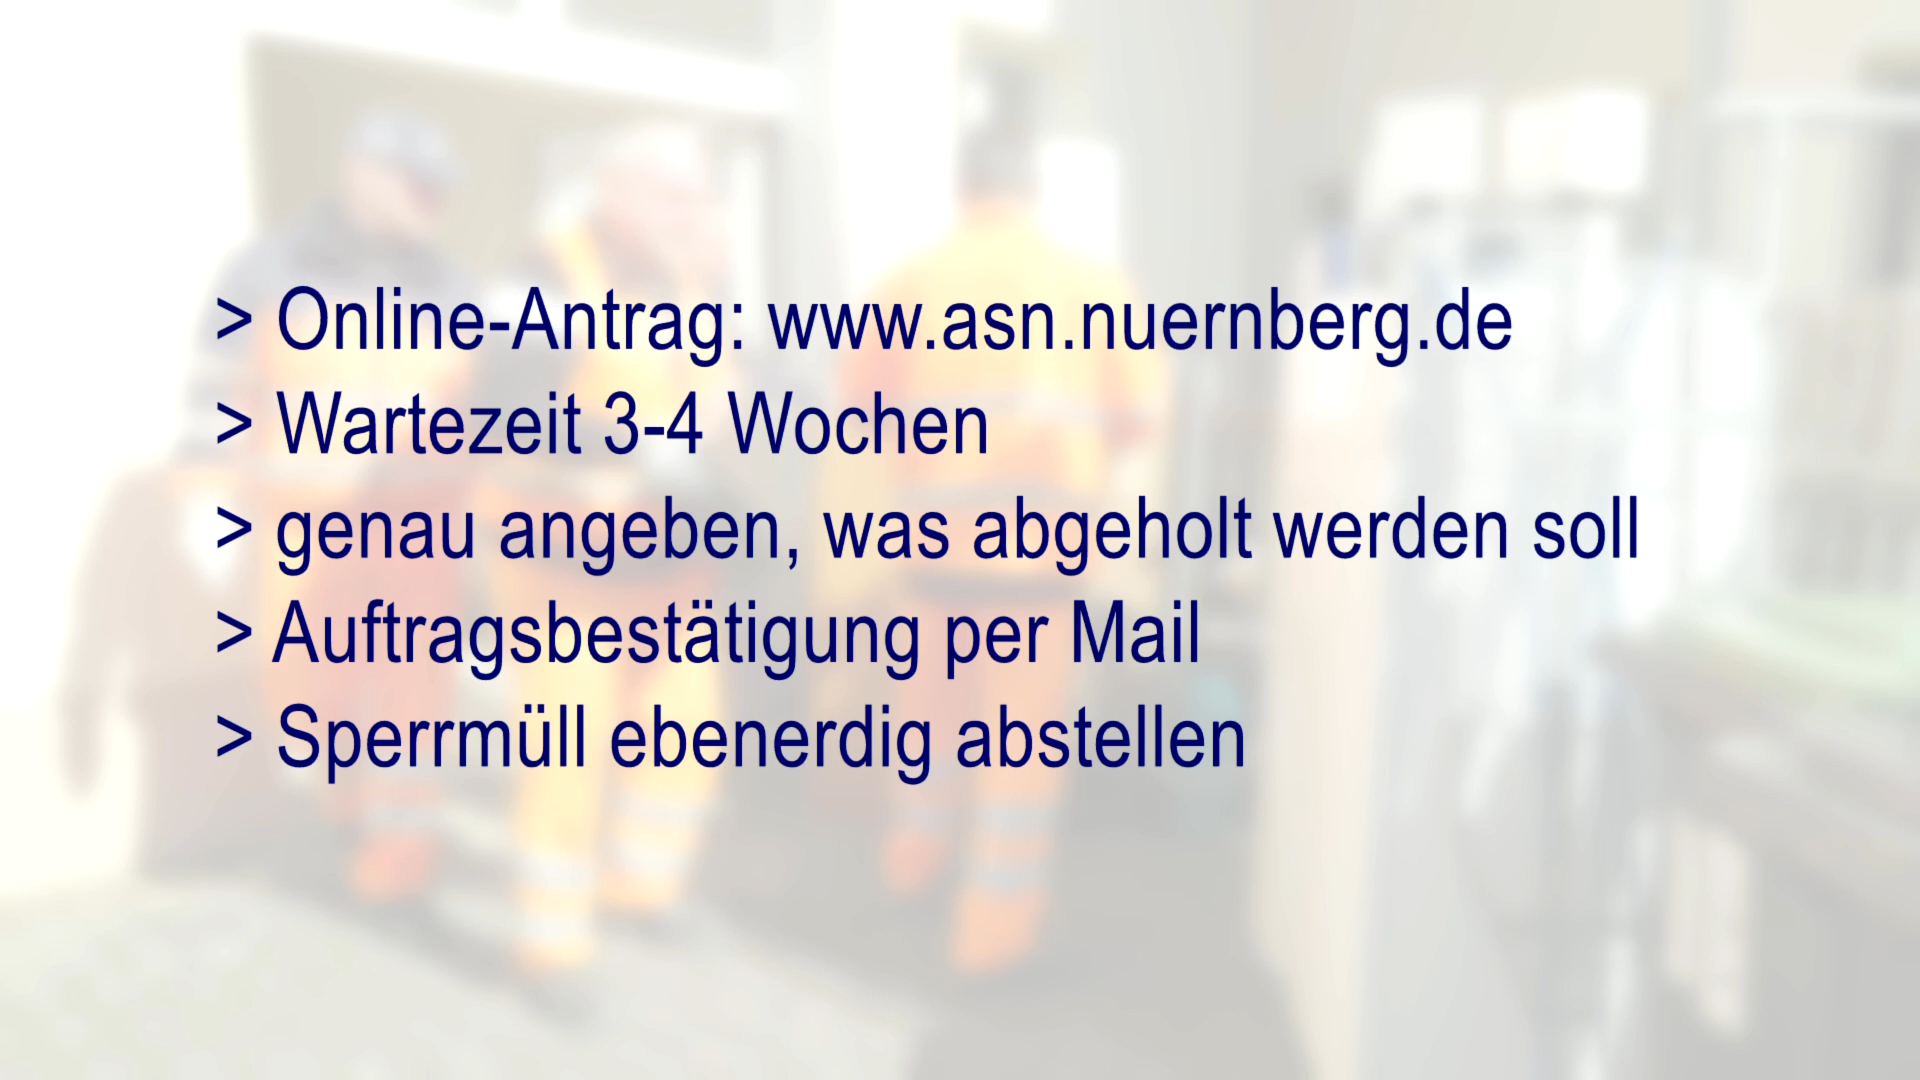 > Online-Antrag: www.asn.nuernberg.de
> Wartezeit 3-4 Wochen
> genau angeben, was abgeholt werden soll
> Auftragsbestätigung per Mail
> Sperrmüll ebenerdig abstellen